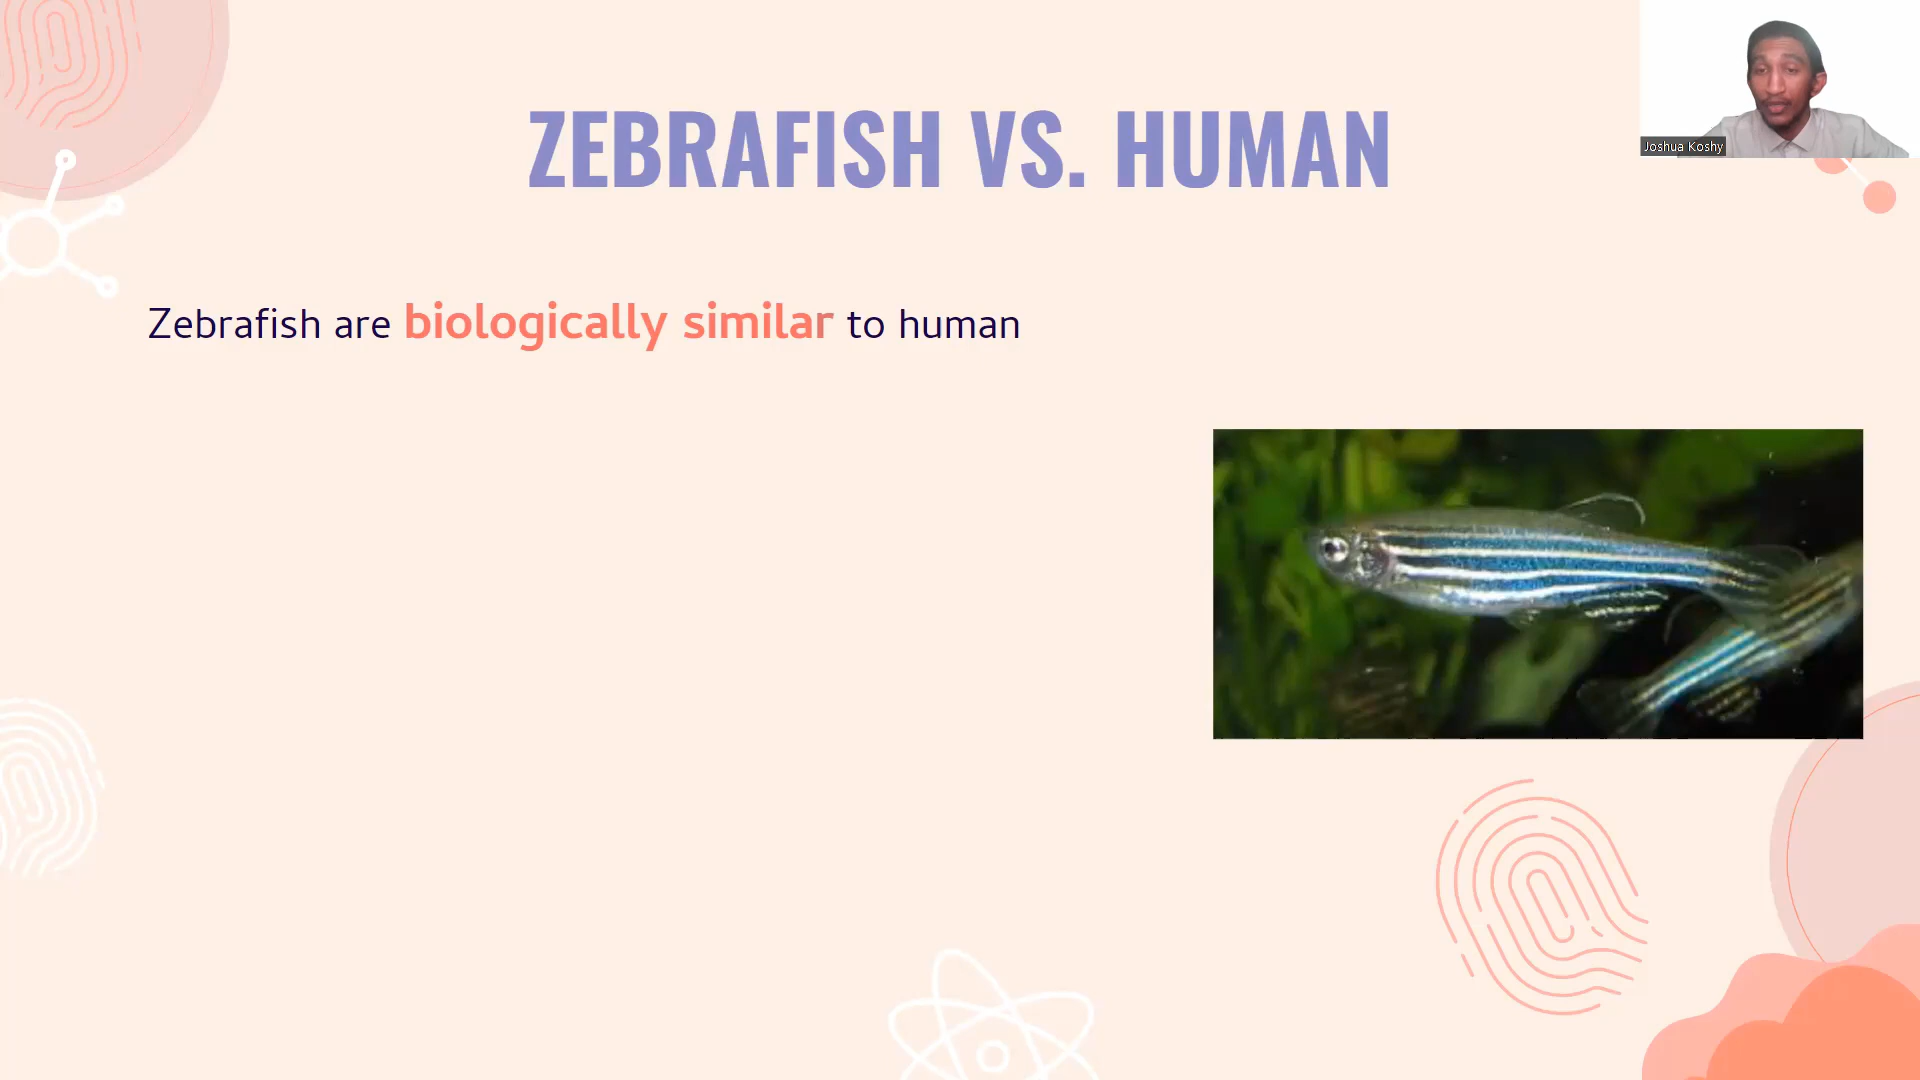 ZEBRAFISH VS. HUMAN
Joshua Koshy
Zebrafish are biologically similar to human